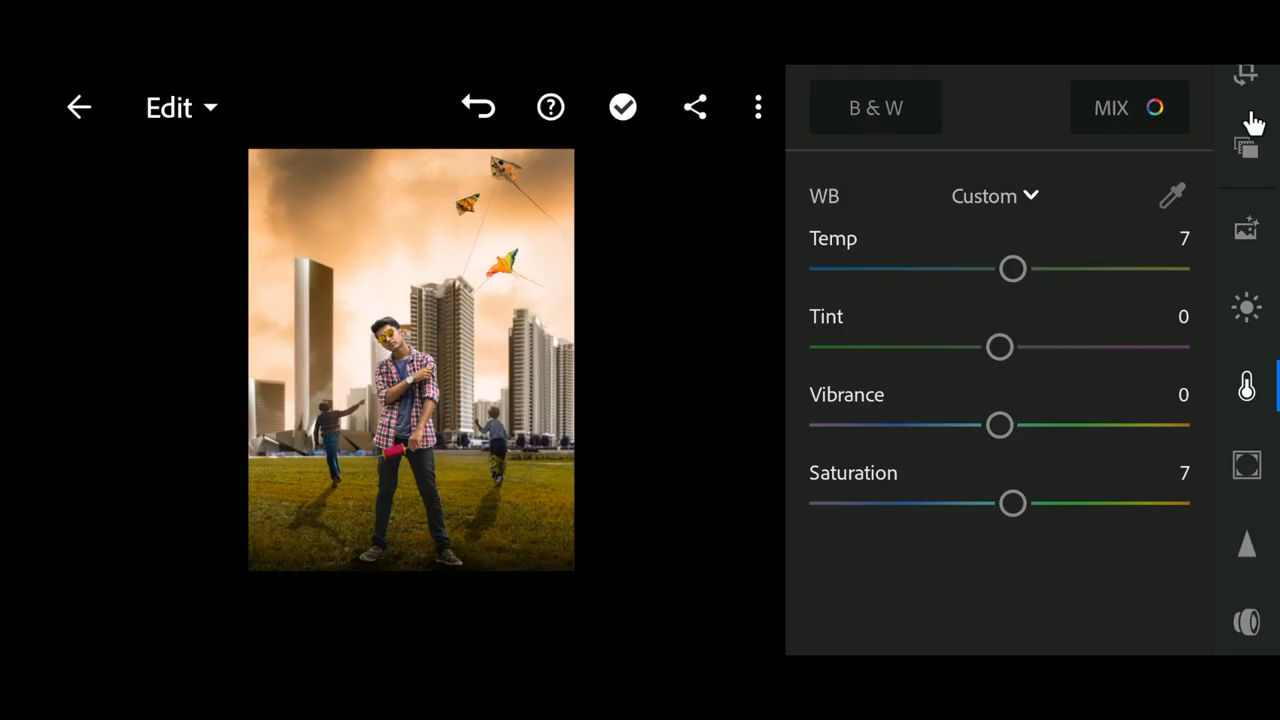 Edit
B & W
MIX
WB
Custom
Temp
7
Tint
0
Vibrance
0
Saturation
7